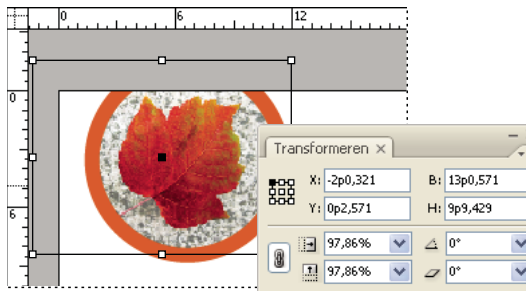 0 6 12
0
6
Transformeren ×
X: -2p0,321 B: 13p0,571
Y: 0p2,571 H: 9p9,429
97,86% 0°
97,86% 0°